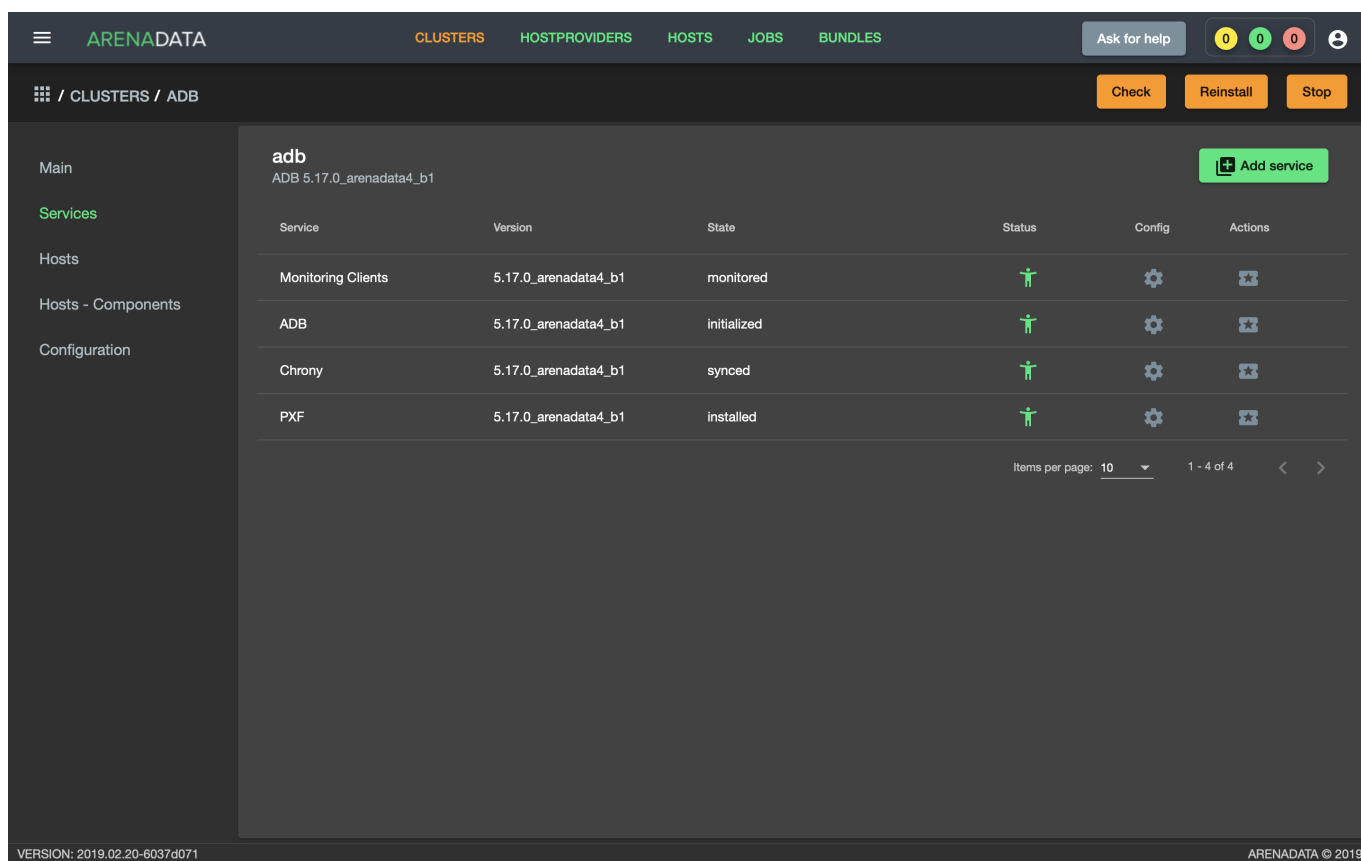 ARENADATA CLUSTERS HOSTPROVIDERS HOSTS JOBS BUNDLES Ask for help 0 0 0
/ CLUSTERS / ADB Check Reinstall Stop
Main
Services
Hosts
Hosts - Components
Configuration
adb
ADB 5.17.0_arenadata4_b1
Add service
Service Version State Status Config Actions
Monitoring Clients 5.17.0_arenadata4_b1 monitored
ADB 5.17.0_arenadata4_b1 initialized
Chrony 5.17.0_arenadata4_b1 synced
PXF 5.17.0_arenadata4_b1 installed
Items per page: 10 1 - 4 of 4
VERSION: 2019.02.20-6037d071 ARENADATA © 2019